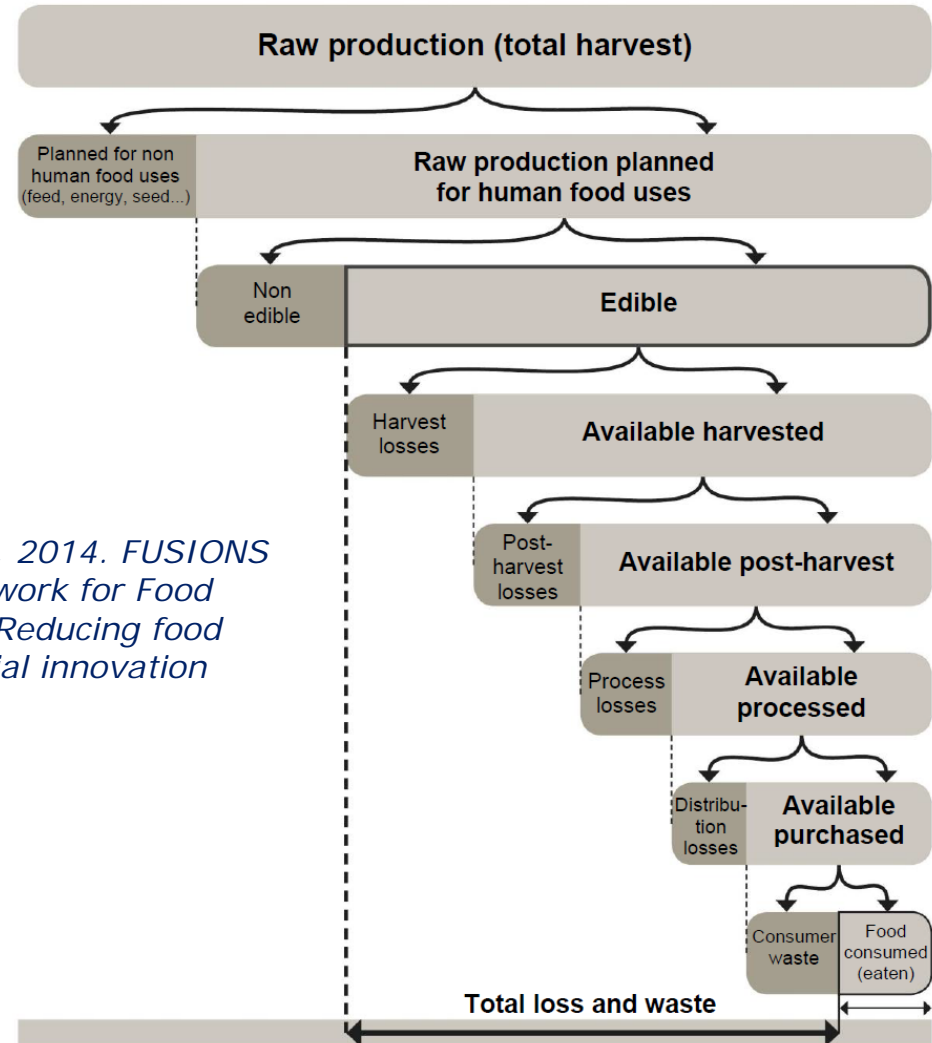 Raw production (total harvest)
Planned for non
human food uses
(feed, energy, seed...)
Raw production planned
for human food uses
Non
edible
Edible
Harvest
losses
Available harvested
2014. FUSIONS
work for Food
Reducing food
ial innovation
Post-
harvest
losses
Available post-harvest
Process
losses
Available
processed
Distribu-
tion
losses
Available
purchased
Consumer
waste
Food
consumed
(eaten)
Total loss and waste